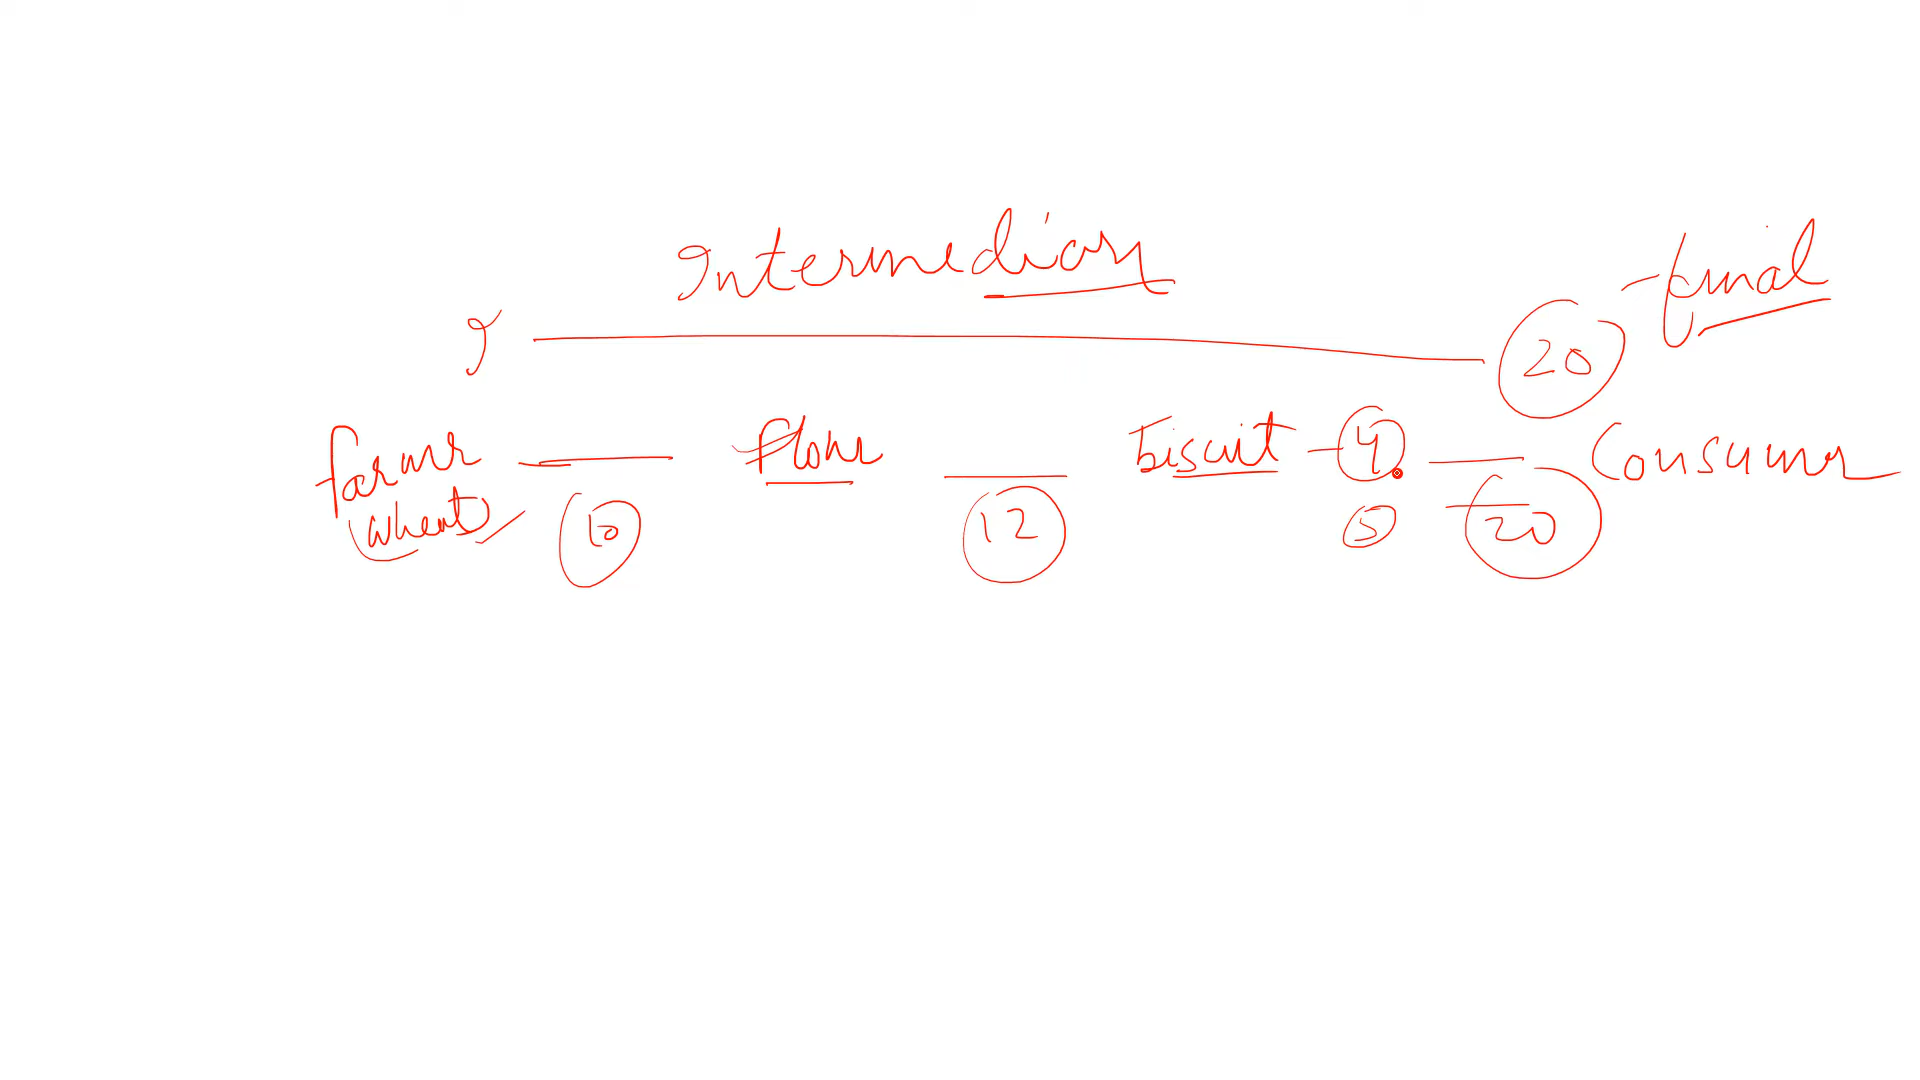 Intermediary
final
20
farmer flour biscuit - 4 Consumer
wheat 10 12 5 20